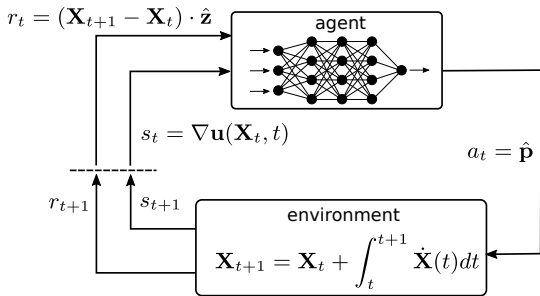 r_t = (𝐗_{t+1} − 𝐗_t) · 𝐳̂
agent
s_t = ∇𝐮(𝐗_t, t)
a_t = 𝐩̂
r_{t+1}
s_{t+1}
environment
𝐗_{t+1} = 𝐗_t + ∫_t^{t+1} 𝐗̇(t)dt